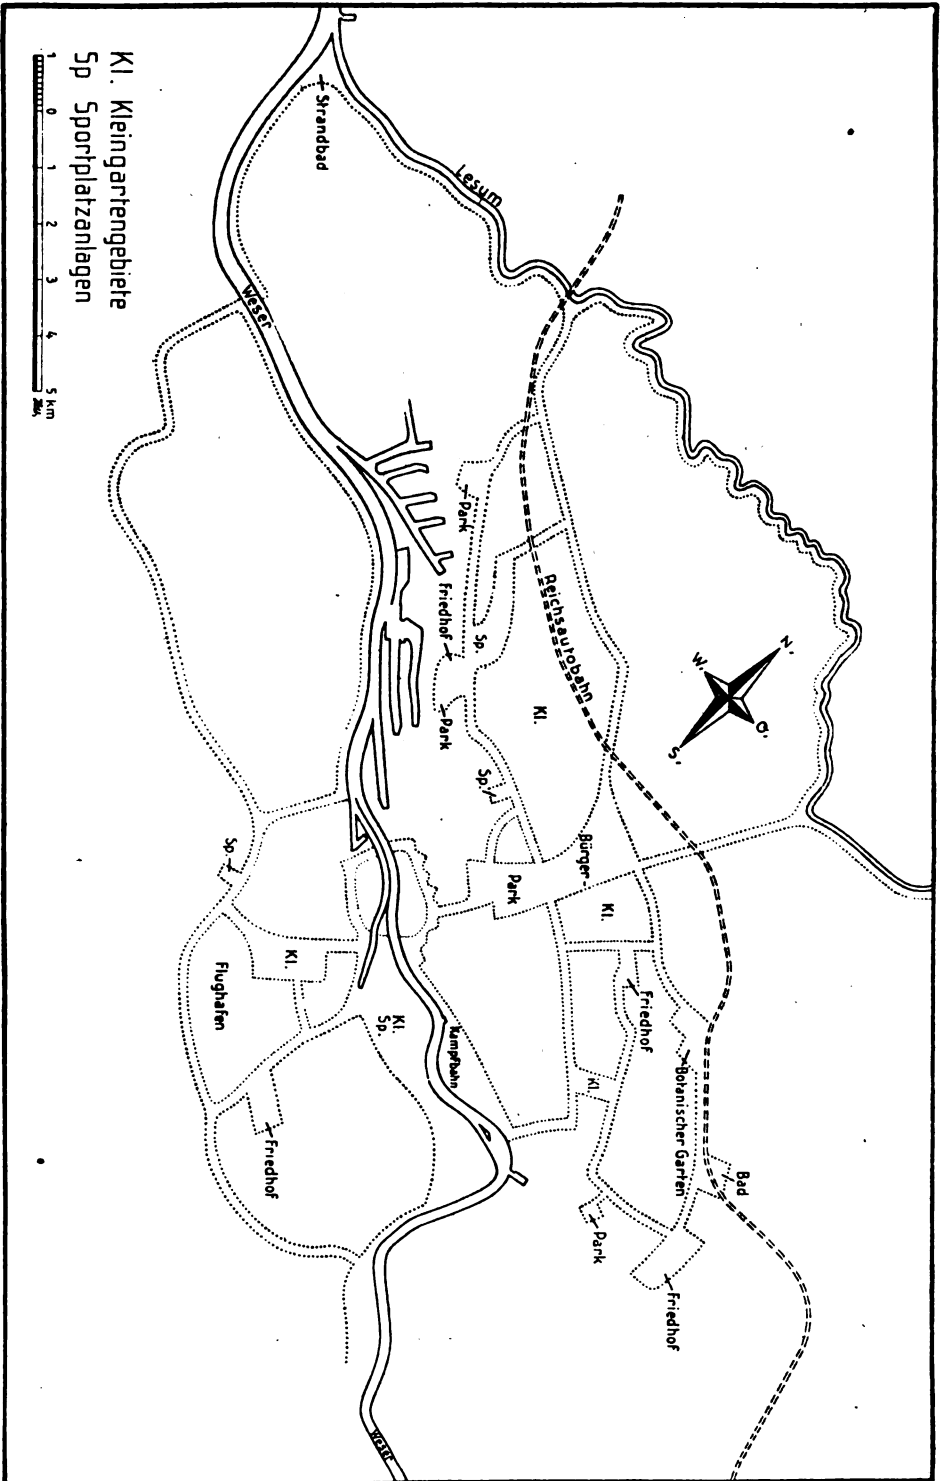 Kl. Kleingartengebiete
Sp Sportplatzanlagen
1 0 1 2 3 4 5 km
Strandbad
Lesum
Weser
Park
Friedhof
Sp.
Reichsautobahn
Kl.
Park
Sp.
N.
W.
O.
S.
Bürger-
Park
Kl.
Sp.
Kl.
Flughafen
Kl.
Sp.
Kampfbahn
Friedhof
Botanischer Garten
Kl.
Bad
Friedhof
Park
Friedhof
Weser